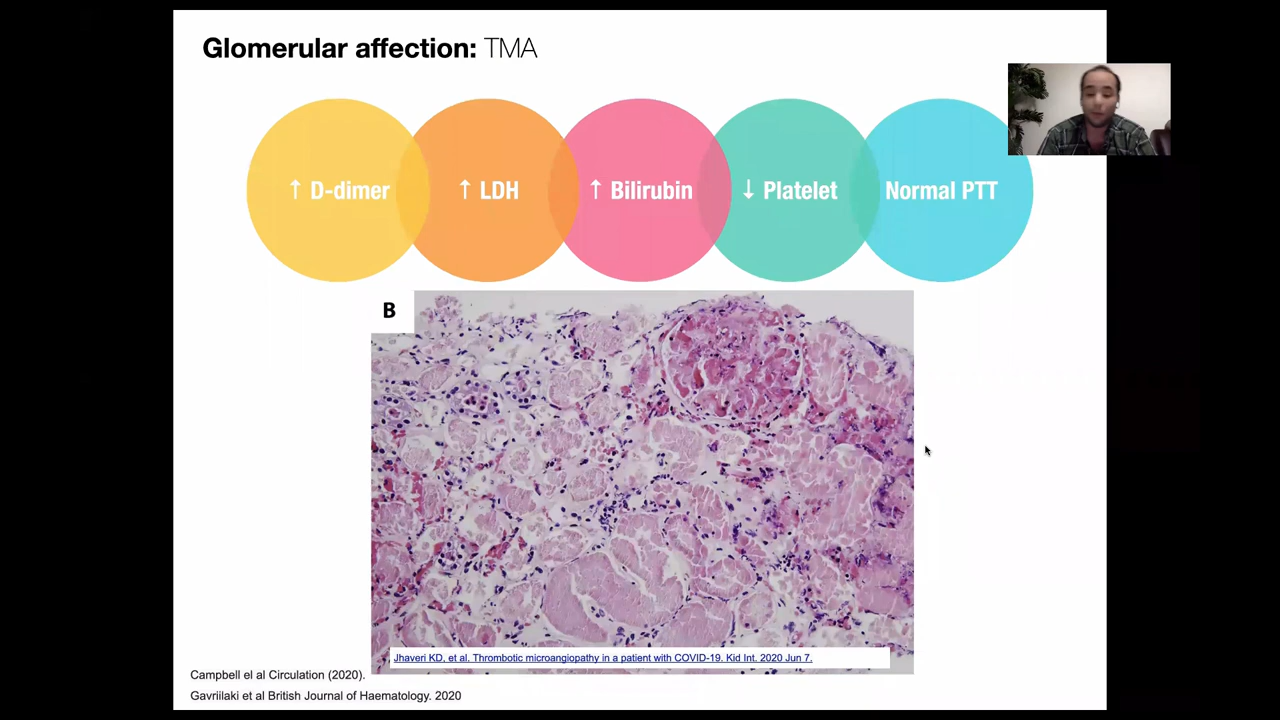 Glomerular affection: TMA
↑ D-dimer
↑ LDH
↑ Bilirubin
↓ Platelet
Normal PTT
B
Jhaveri KD, et al. Thrombotic microangiopathy in a patient with COVID-19. Kid Int. 2020 Jun 7.
Campbell el al Circulation (2020).
Gavriilaki et al British Journal of Haematology. 2020